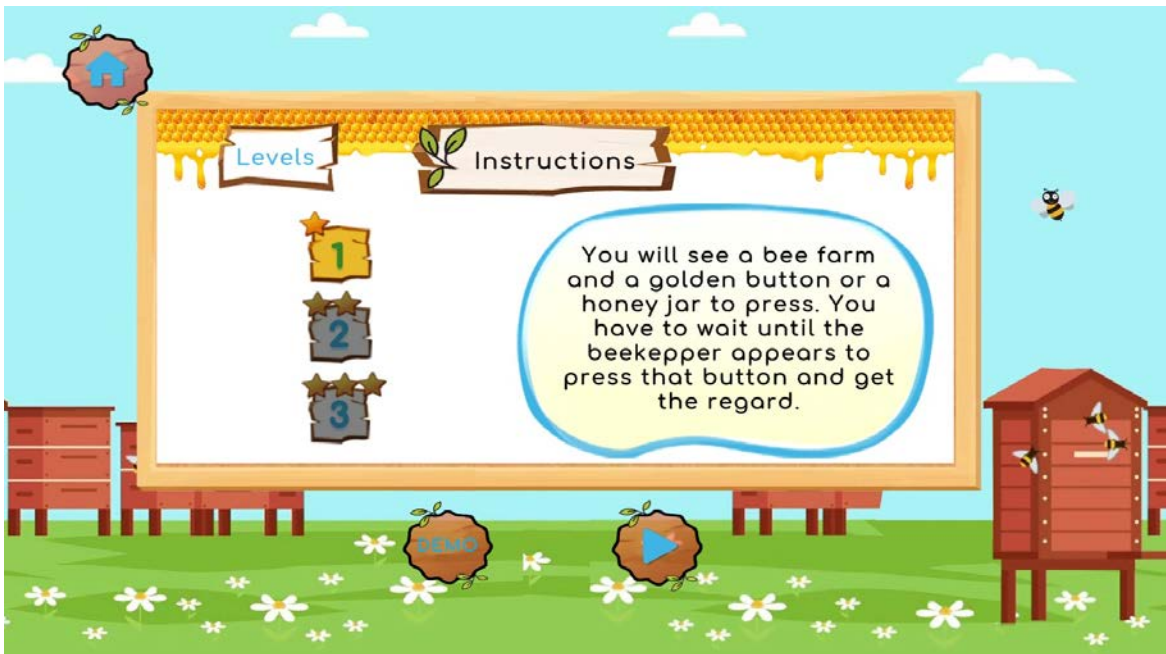 Levels
Instructions
1
2
3
You will see a bee farm
and a golden button or a
honey jar to press. You
have to wait until the
beekepper appears to
press that button and get
the regard.
DEMO